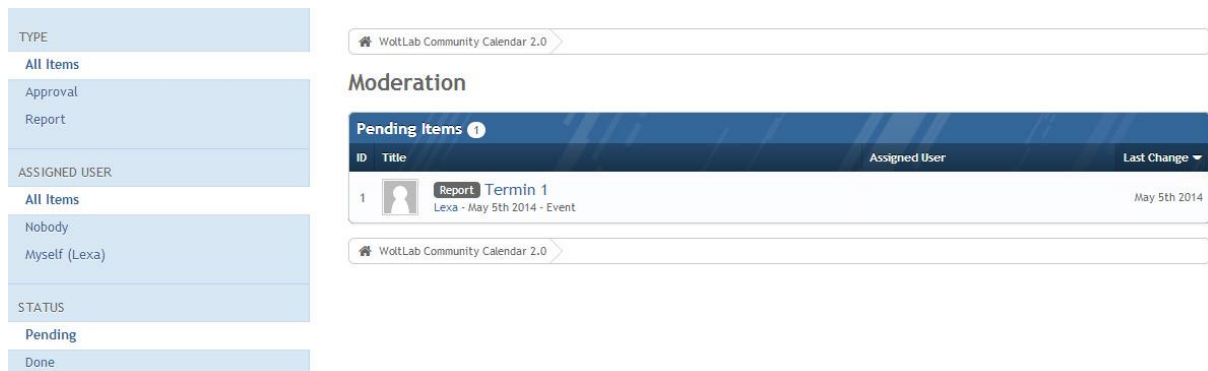 TYPE
All Items
Approval
Report
ASSIGNED USER
All Items
Nobody
Myself (Lexa)
STATUS
Pending
Done
WoltLab Community Calendar 2.0
Moderation
Pending Items 1
ID Title Assigned User Last Change
1 Report Termin 1 May 5th 2014
Lexa - May 5th 2014 - Event
WoltLab Community Calendar 2.0